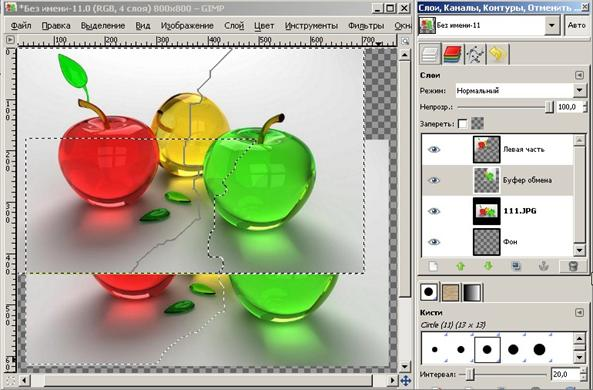 *Без имени-11.0 (RGB, 4 слоя) 800x800 – GIMP
Файл Правка Выделение Вид Изображение Слой Цвет Инструменты Фильтры Окн
100 200 300 400 500 600 700
Слои, Каналы, Контуры, Отменить ...
Без имени-11 Авто
Слои
Режим: Нормальный
Непрозр.: 100,0
Запереть:
Левая часть
Буфер обмена
111.JPG
Фон
Кисти
Circle (11) (13 × 13)
Интервал: 20,0